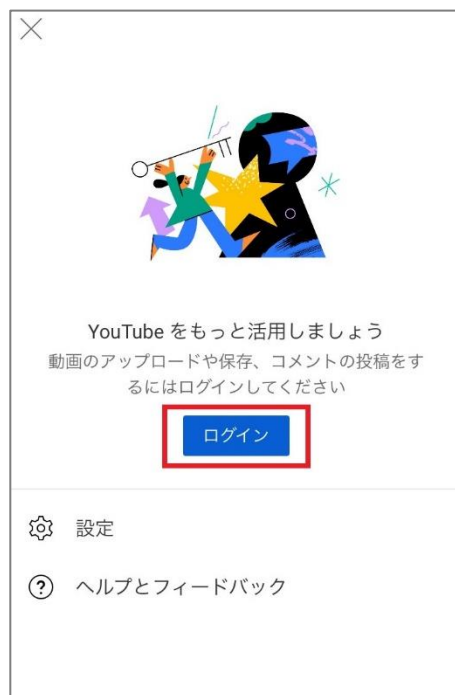 YouTube をもっと活用しましょう
動画のアップロードや保存、コメントの投稿をす
るにはログインしてください
ログイン
設定
ヘルプとフィードバック